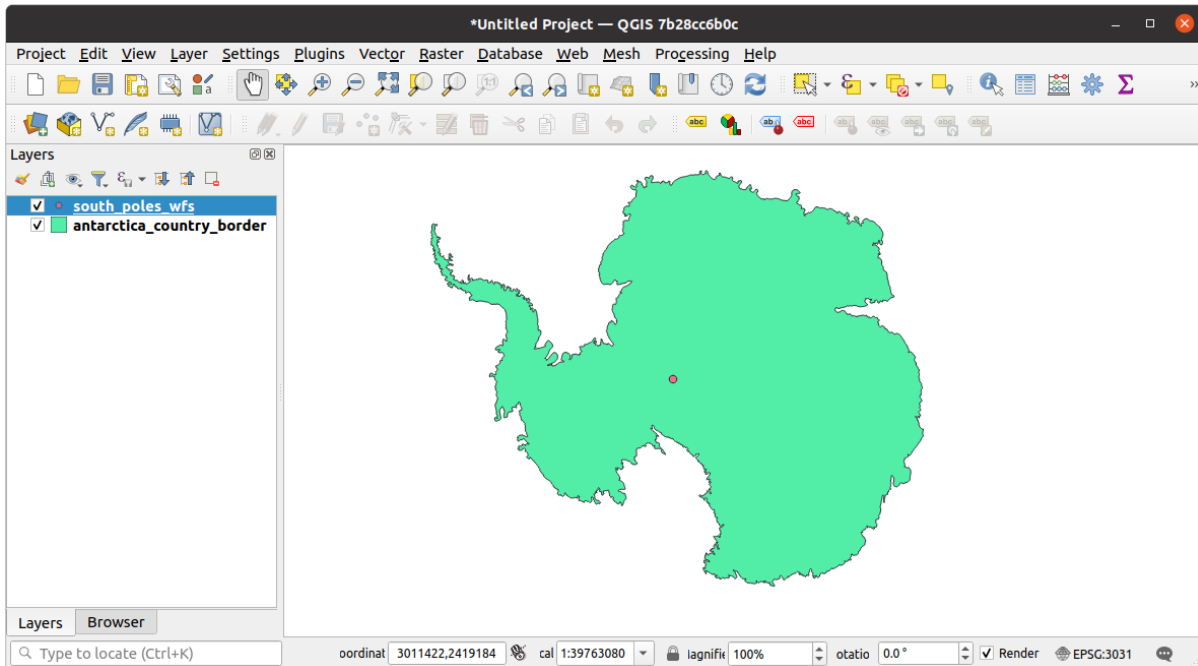 *Untitled Project — QGIS 7b28cc6b0c
Project Edit View Layer Settings Plugins Vector Raster Database Web Mesh Processing Help
Layers
south_poles_wfs
antarctica_country_border
Layers Browser
Type to locate (Ctrl+K) oordinat 3011422,2419184 cal 1:39763080 lagnifie 100% otatio 0.0 ° Render EPSG:3031